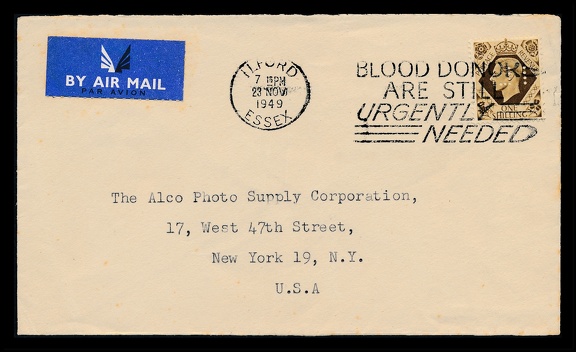 BY AIR MAIL
PAR AVION
ILFORD
7 PM
23 NOV
1949
ESSEX
BLOOD DONORS
ARE STILL
URGENTLY
NEEDED
ONE
SHILLING
The Alco Photo Supply Corporation,
17, West 47th Street,
New York 19, N.Y.
U.S.A